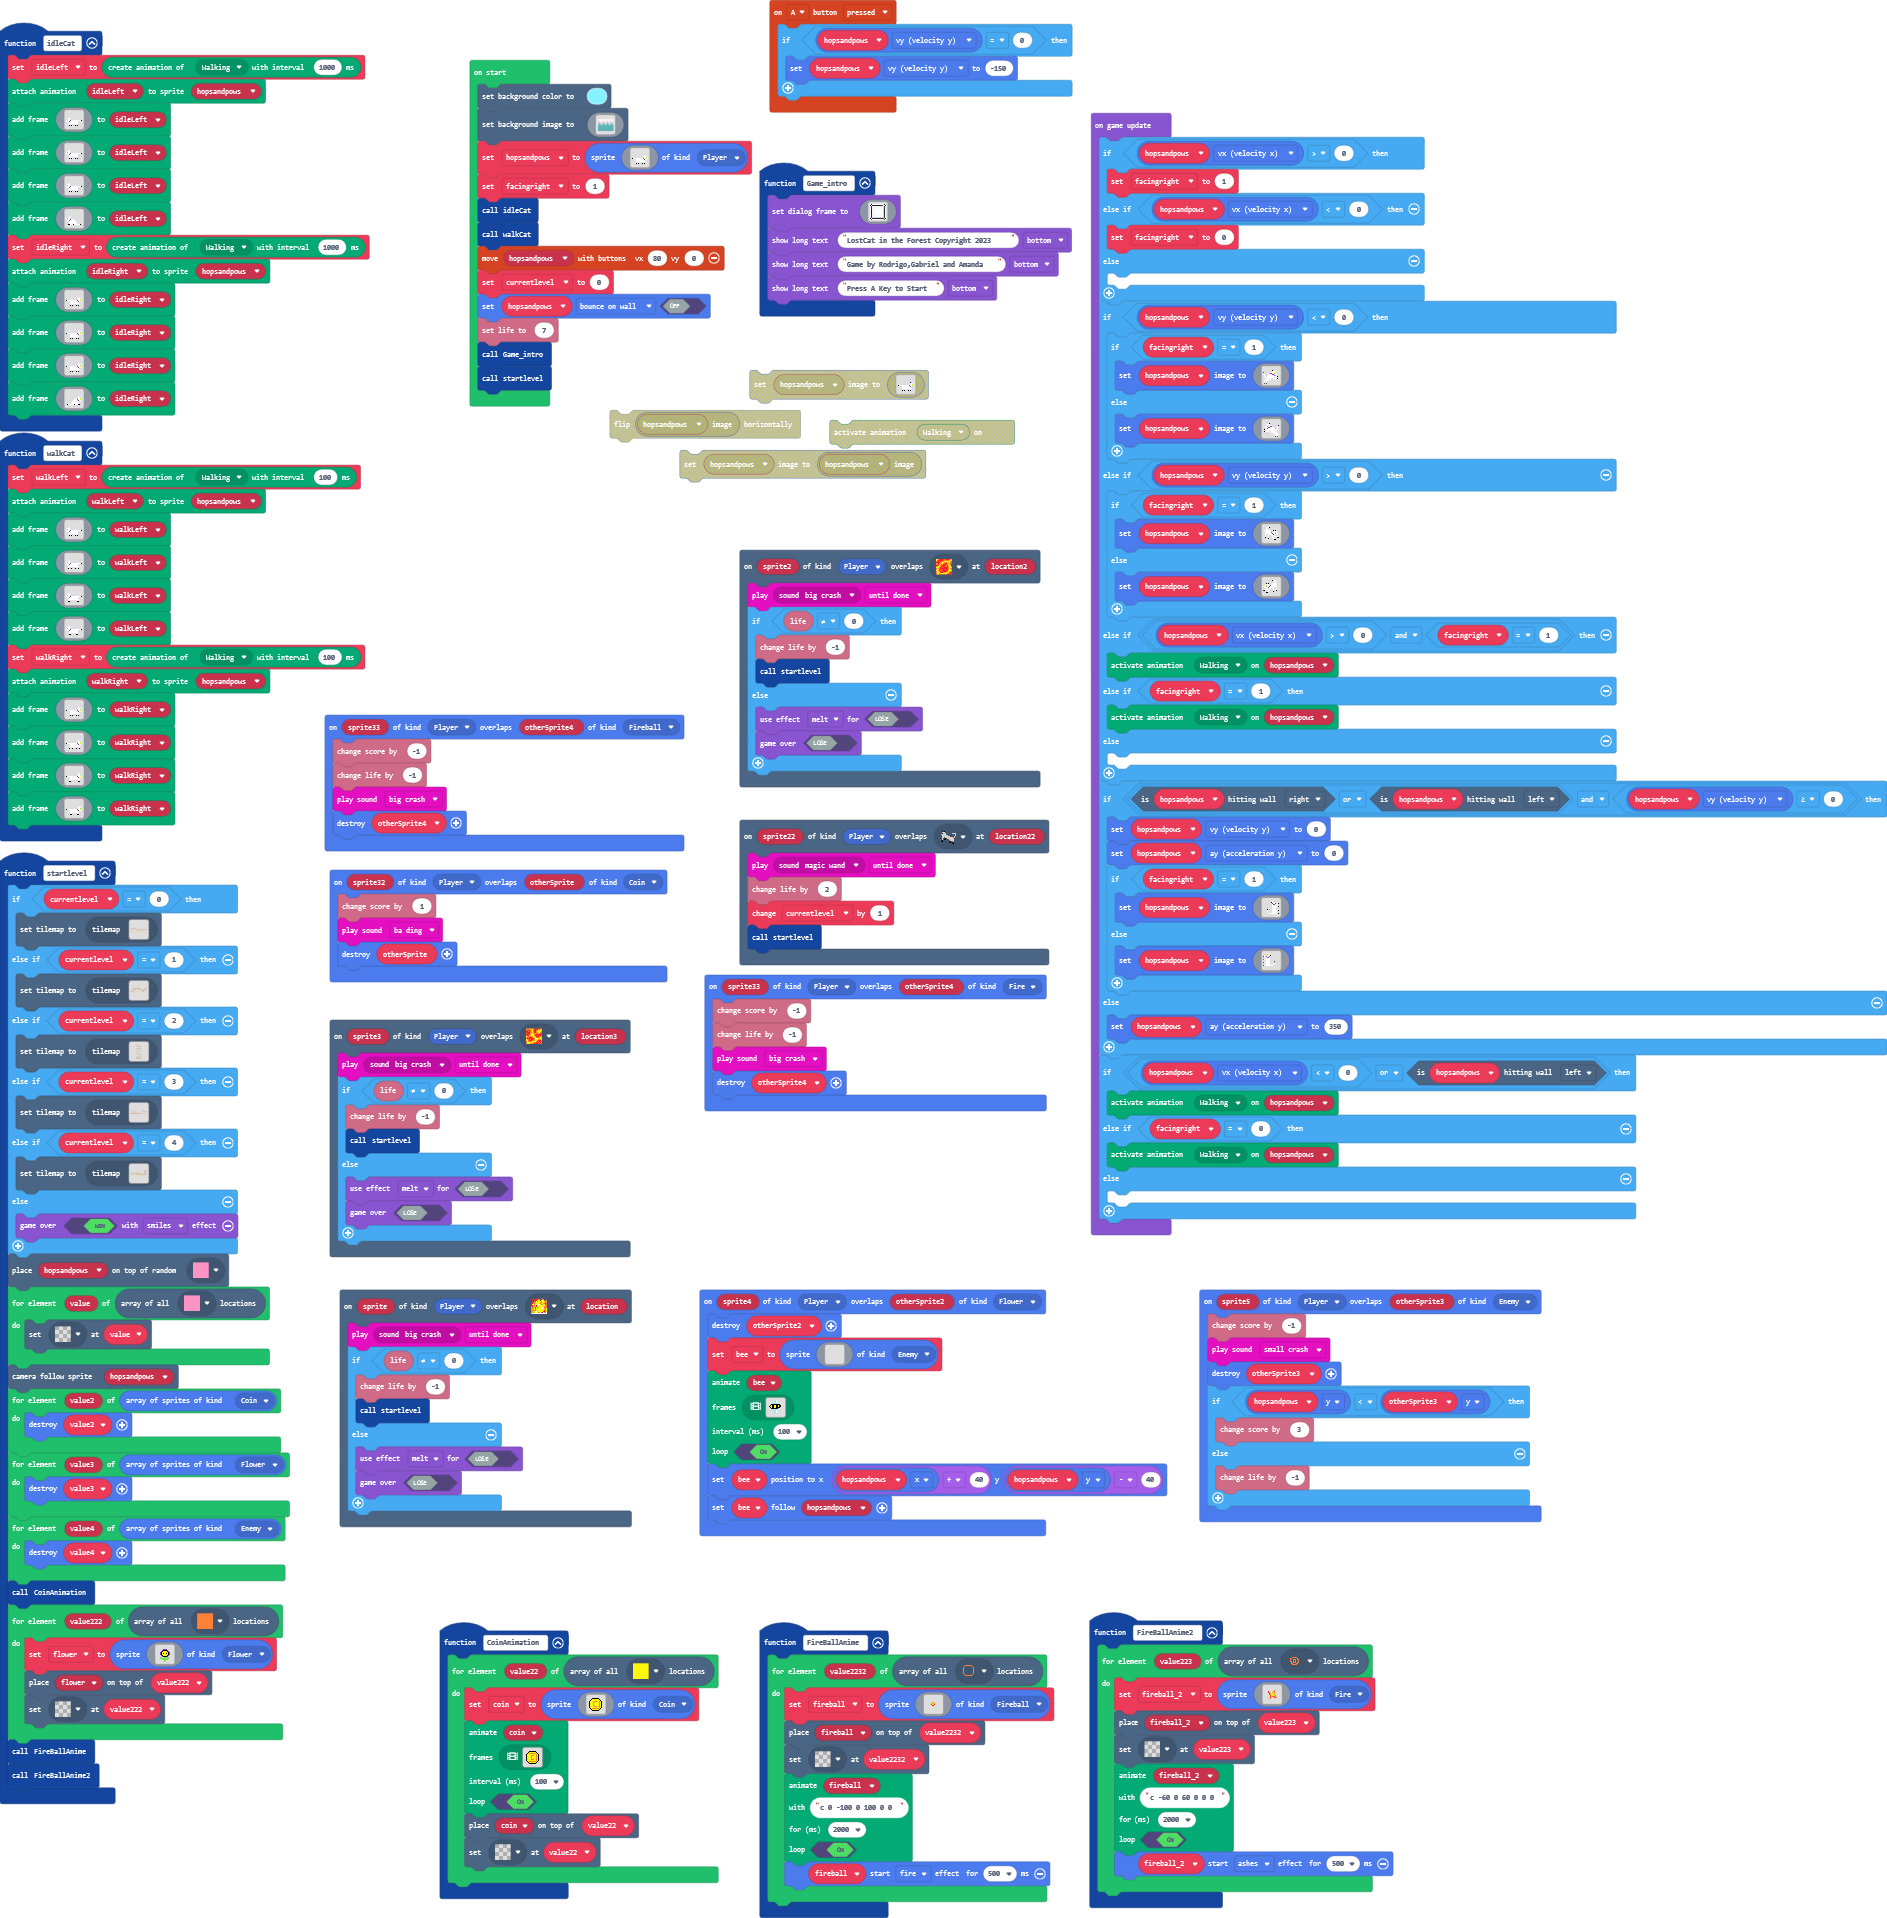 function idleCat
set idleLeft to create animation of Walking with interval 1000 ms
attach animation idleLeft to sprite hopsandpows
add frame to idleLeft
add frame to idleLeft
add frame to idleLeft
add frame to idleLeft
set idleRight to create animation of Walking with interval 1000 ms
attach animation idleRight to sprite hopsandpows
add frame to idleRight
add frame to idleRight
add frame to idleRight
add frame to idleRight
function walkCat
set walkLeft to create animation of Walking with interval 100 ms
attach animation walkLeft to sprite hopsandpows
add frame to walkLeft
add frame to walkLeft
add frame to walkLeft
add frame to walkLeft
set walkRight to create animation of Walking with interval 100 ms
attach animation walkRight to sprite hopsandpows
add frame to walkRight
add frame to walkRight
add frame to walkRight
add frame to walkRight
function startlevel
if currentlevel = 0 then
set tilemap to tilemap
else if currentlevel = 1 then
set tilemap to tilemap
else if currentlevel = 2 then
set tilemap to tilemap
else if currentlevel = 3 then
set tilemap to tilemap
else if currentlevel = 4 then
set tilemap to tilemap
else
game over WIN with smiles effect
place hopsandpows on top of random
for element value of array of all locations
do
set at value
camera follow sprite hopsandpows
for element value2 of array of sprites of kind Coin
do
destroy value2
for element value3 of array of sprites of kind Flower
do
destroy value3
for element value4 of array of sprites of kind Enemy
do
destroy value4
call CoinAnimation
for element value222 of array of all locations
do
set flower to sprite of kind Flower
place flower on top of value222
set at value222
call FireBallAnime
call FireBallAnime2
on start
set background color to
set background image to
set hopsandpows to sprite of kind Player
set facingright to 1
call idleCat
call walkCat
move hopsandpows with buttons vx 80 vy 0
set currentlevel to 0
set hopsandpows bounce on wall OFF
set life to 7
call Game_intro
call startlevel
on A button pressed
if hopsandpows vy (velocity y) = 0 then
set hopsandpows vy (velocity y) to -150
function Game_intro
set dialog frame to
show long text "LostCat in the Forest Copyright 2023" bottom
show long text "Game by Rodrigo,Gabriel and Amanda" bottom
show long text "Press A Key to Start" bottom
set hopsandpows image to
flip hopsandpows image horizontally
activate animation Walking on
set hopsandpows image to hopsandpows image
on sprite2 of kind Player overlaps at location2
play sound big crash until done
if life ≠ 0 then
change life by -1
call startlevel
else
use effect melt for LOSE
game over LOSE
on sprite33 of kind Player overlaps otherSprite4 of kind Fireball
change score by -1
change life by -1
play sound big crash
destroy otherSprite4
on sprite22 of kind Player overlaps at location22
play sound magic wand until done
change life by 2
change currentlevel by 1
call startlevel
on sprite32 of kind Player overlaps otherSprite of kind Coin
change score by 1
play sound ba ding
destroy otherSprite
on sprite33 of kind Player overlaps otherSprite4 of kind Fire
change score by -1
change life by -1
play sound big crash
destroy otherSprite4
on sprite3 of kind Player overlaps at location3
play sound big crash until done
if life ≠ 0 then
change life by -1
call startlevel
else
use effect melt for LOSE
game over LOSE
on sprite of kind Player overlaps at location
play sound big crash until done
if life ≠ 0 then
change life by -1
call startlevel
else
use effect melt for LOSE
game over LOSE
on sprite4 of kind Player overlaps otherSprite2 of kind Flower
destroy otherSprite2
set bee to sprite of kind Enemy
animate bee
frames
interval (ms) 100
loop ON
set bee position to x hopsandpows x + 40 y hopsandpows y - 40
set bee follow hopsandpows
on sprite5 of kind Player overlaps otherSprite3 of kind Enemy
change score by -1
play sound small crash
destroy otherSprite3
if hopsandpows y < otherSprite3 y then
change score by 3
else
change life by -1
on game update
if hopsandpows vx (velocity x) > 0 then
set facingright to 1
else if hopsandpows vx (velocity x) < 0 then
set facingright to 0
else
if hopsandpows vy (velocity y) < 0 then
if facingright = 1 then
set hopsandpows image to
else
set hopsandpows image to
else if hopsandpows vy (velocity y) > 0 then
if facingright = 1 then
set hopsandpows image to
else
set hopsandpows image to
else if hopsandpows vx (velocity x) > 0 and facingright = 1 then
activate animation Walking on hopsandpows
else if facingright = 1 then
activate animation Walking on hopsandpows
else
if is hopsandpows hitting wall right or is hopsandpows hitting wall left and hopsandpows vy (velocity y) ≥ 0 then
set hopsandpows vy (velocity y) to 0
set hopsandpows ay (acceleration y) to 0
if facingright = 1 then
set hopsandpows image to
else
set hopsandpows image to
else
set hopsandpows ay (acceleration y) to 350
if hopsandpows vx (velocity x) < 0 or is hopsandpows hitting wall left then
activate animation Walking on hopsandpows
else if facingright = 0 then
activate animation Walking on hopsandpows
else
function CoinAnimation
for element value22 of array of all locations
do
set coin to sprite of kind Coin
animate coin
frames
interval (ms) 100
loop ON
place coin on top of value22
set at value22
function FireBallAnime
for element value2232 of array of all locations
do
set fireball to sprite of kind Fireball
place fireball on top of value2232
set at value2232
animate fireball
with "c 0 -100 0 100 0 0"
for (ms) 2000
loop ON
fireball start fire effect for 500 ms
function FireBallAnime2
for element value223 of array of all locations
do
set fireball_2 to sprite of kind Fire
place fireball_2 on top of value223
set at value223
animate fireball_2
with "c -60 0 60 0 0 0"
for (ms) 2000
loop ON
fireball_2 start ashes effect for 500 ms